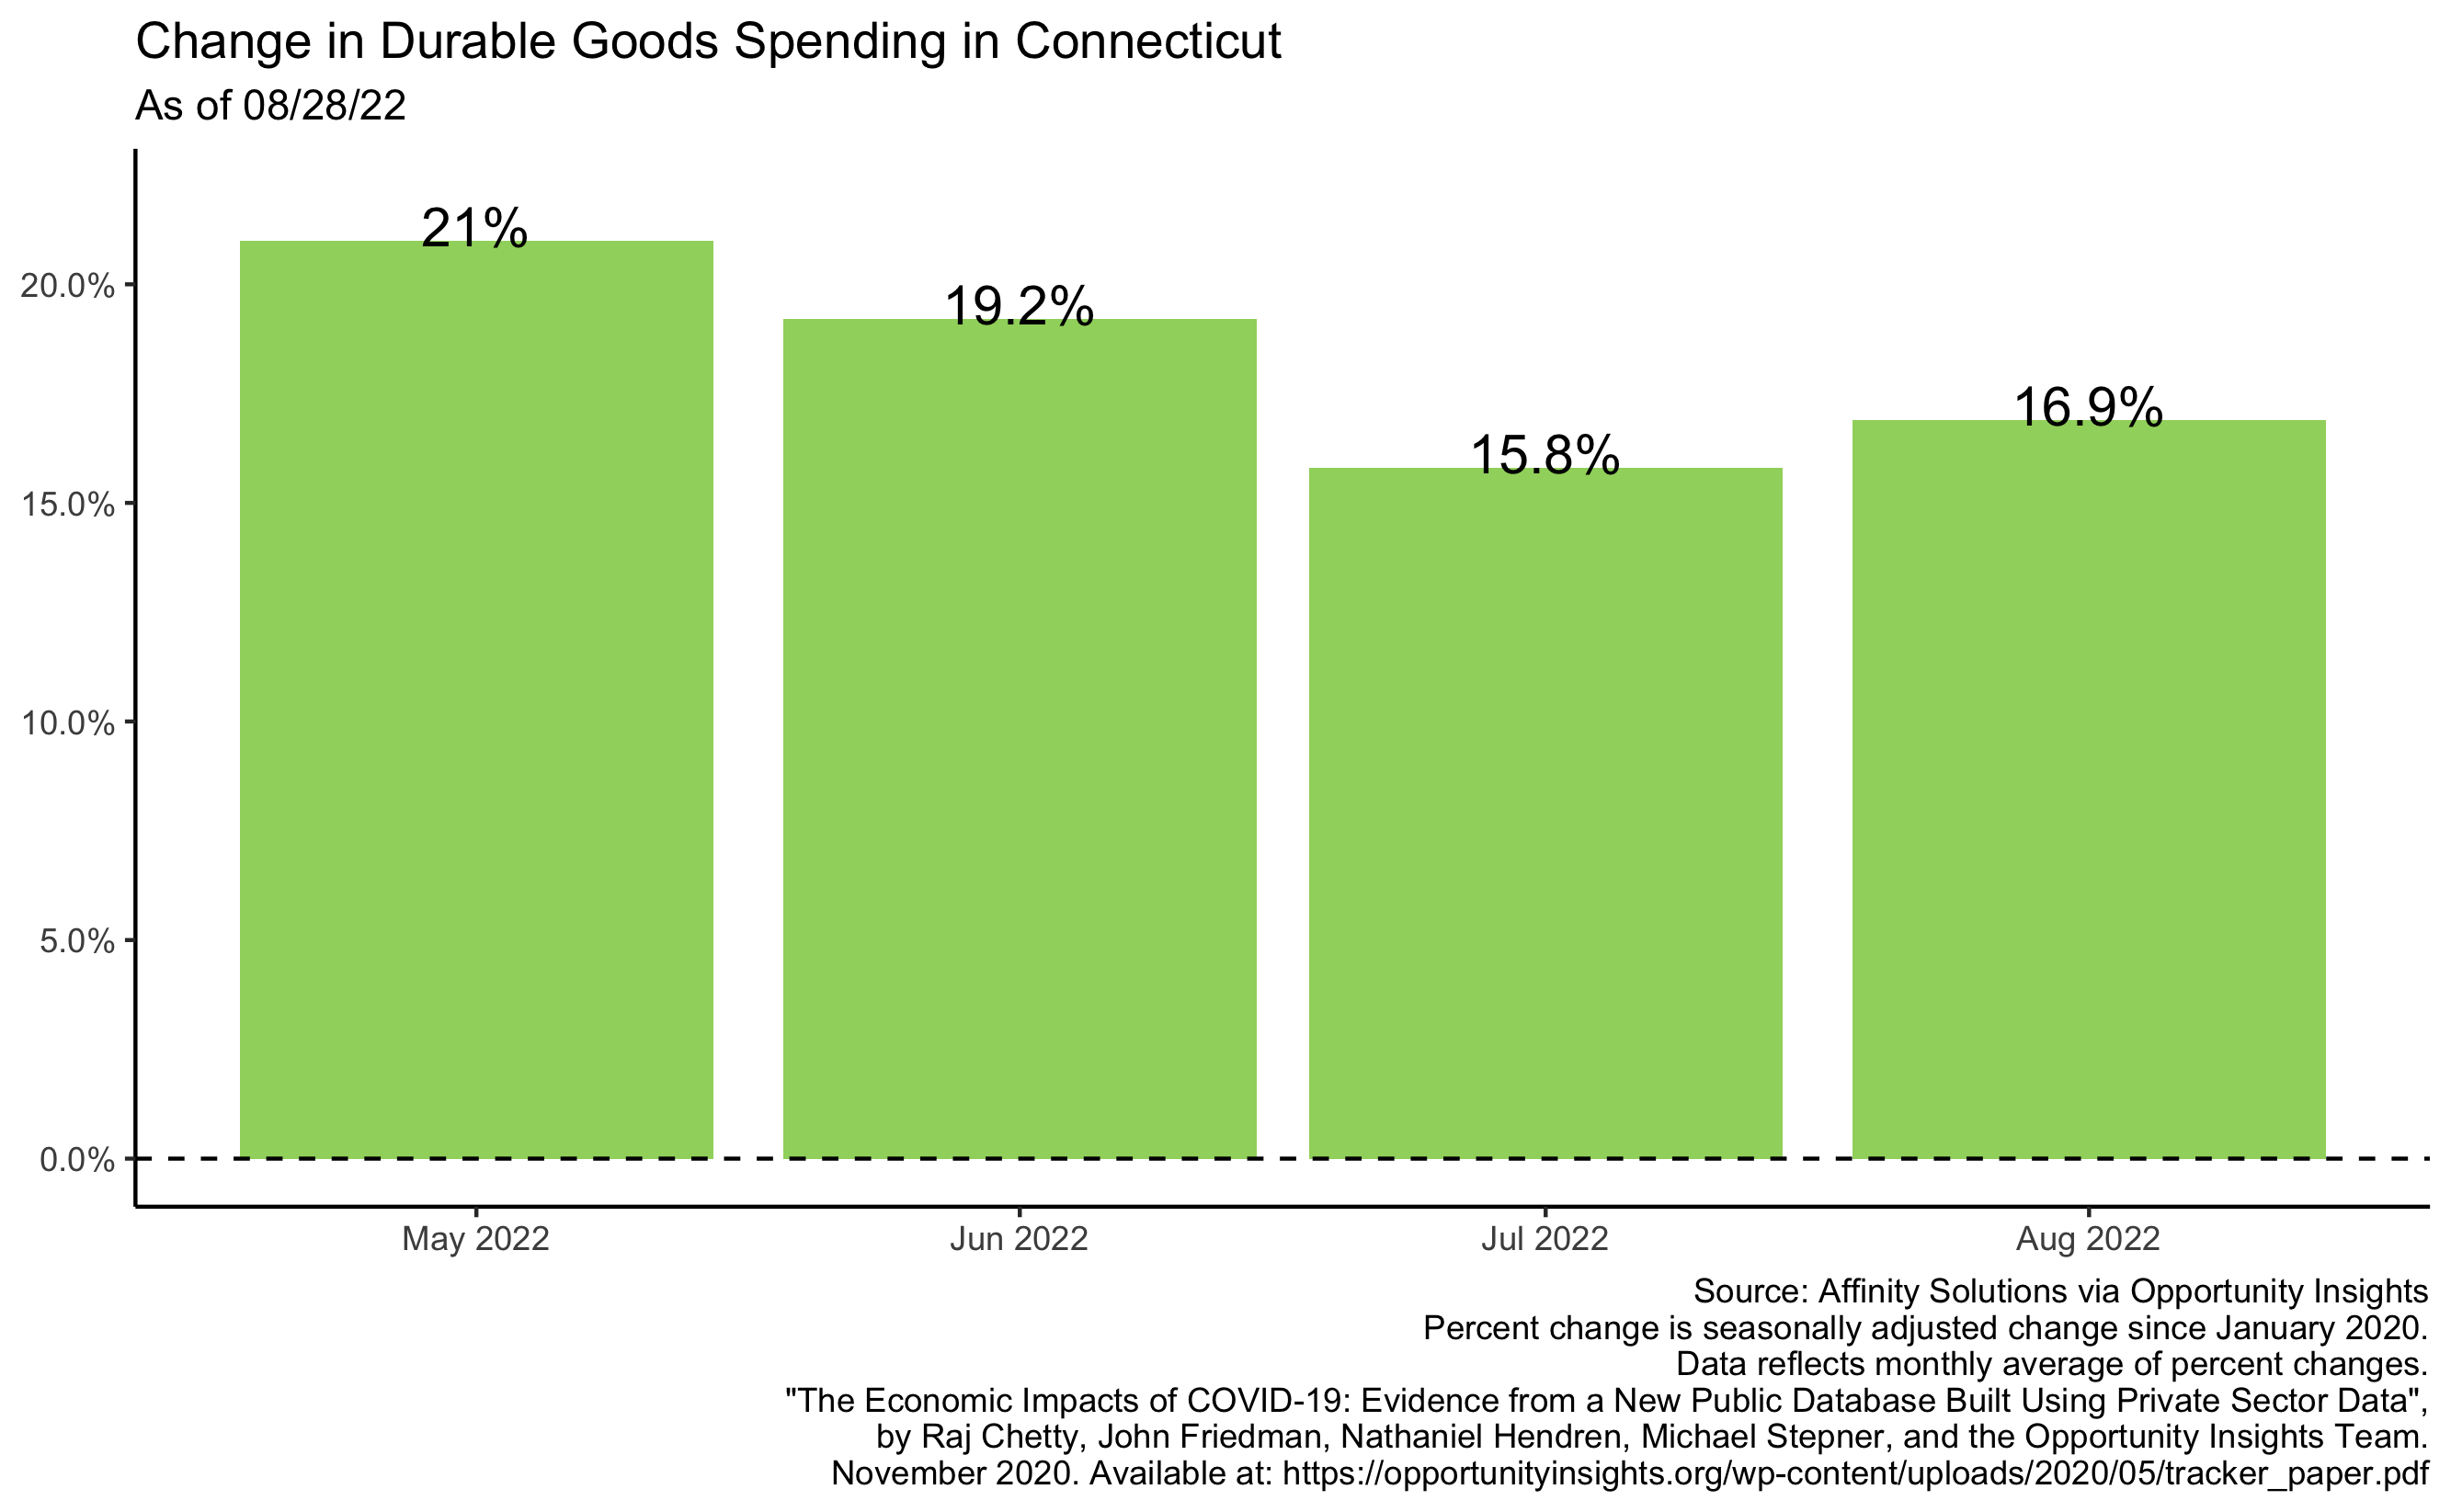 Change in Durable Goods Spending in Connecticut
As of 08/28/22
21%
19.2%
15.8%
16.9%
20.0%
15.0%
10.0%
5.0%
0.0%
May 2022
Jun 2022
Jul 2022
Aug 2022
Source: Affinity Solutions via Opportunity Insights
Percent change is seasonally adjusted change since January 2020.
Data reflects monthly average of percent changes.
"The Economic Impacts of COVID-19: Evidence from a New Public Database Built Using Private Sector Data",
by Raj Chetty, John Friedman, Nathaniel Hendren, Michael Stepner, and the Opportunity Insights Team.
November 2020. Available at: https://opportunityinsights.org/wp-content/uploads/2020/05/tracker_paper.pdf